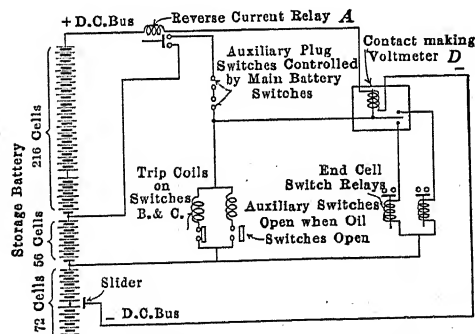 + D.C.Bus
Reverse Current Relay A
Auxiliary Plug
Switches Controlled
by Main Battery
Switches
Contact making
Voltmeter D
Storage Battery
216 Cells
56 Cells
72 Cells
Trip Coils
on
Switches
B.& C.
End Cell
Switch Relays
Auxiliary Switches
Open when Oil
Switches Open
Slider
– D.C.Bus